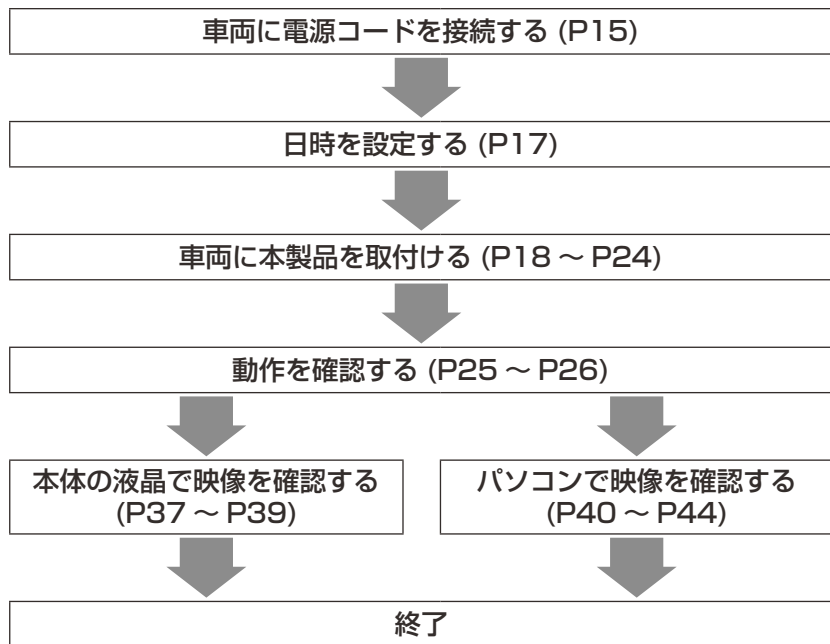 車両に電源コードを接続する (P15)
日時を設定する (P17)
車両に本製品を取付ける (P18 ～ P24)
動作を確認する (P25 ～ P26)
本体の液晶で映像を確認する
(P37 ～ P39)
パソコンで映像を確認する
(P40 ～ P44)
終了